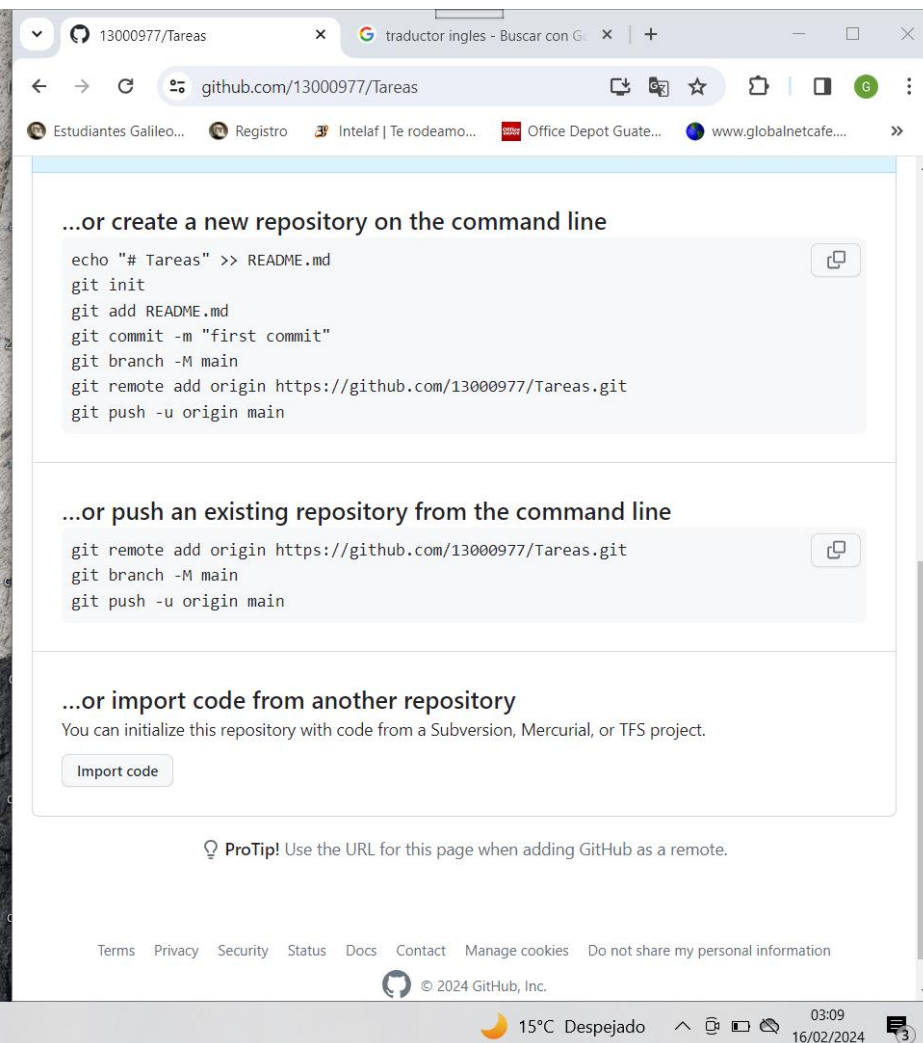 13000977/Tareas
traductor ingles - Buscar con G
github.com/13000977/Tareas
G
Estudiantes Galileo... Registro Intelaf | Te rodeamo... Office Depot Guate... www.globalnetcafe....
...or create a new repository on the command line
echo "# Tareas" >> README.md
git init
git add README.md
git commit -m "first commit"
git branch -M main
git remote add origin https://github.com/13000977/Tareas.git
git push -u origin main
...or push an existing repository from the command line
git remote add origin https://github.com/13000977/Tareas.git
git branch -M main
git push -u origin main
...or import code from another repository
You can initialize this repository with code from a Subversion, Mercurial, or TFS project.
Import code
ProTip! Use the URL for this page when adding GitHub as a remote.
Terms Privacy Security Status Docs Contact Manage cookies Do not share my personal information
© 2024 GitHub, Inc.
15°C Despejado
03:09
16/02/2024
3